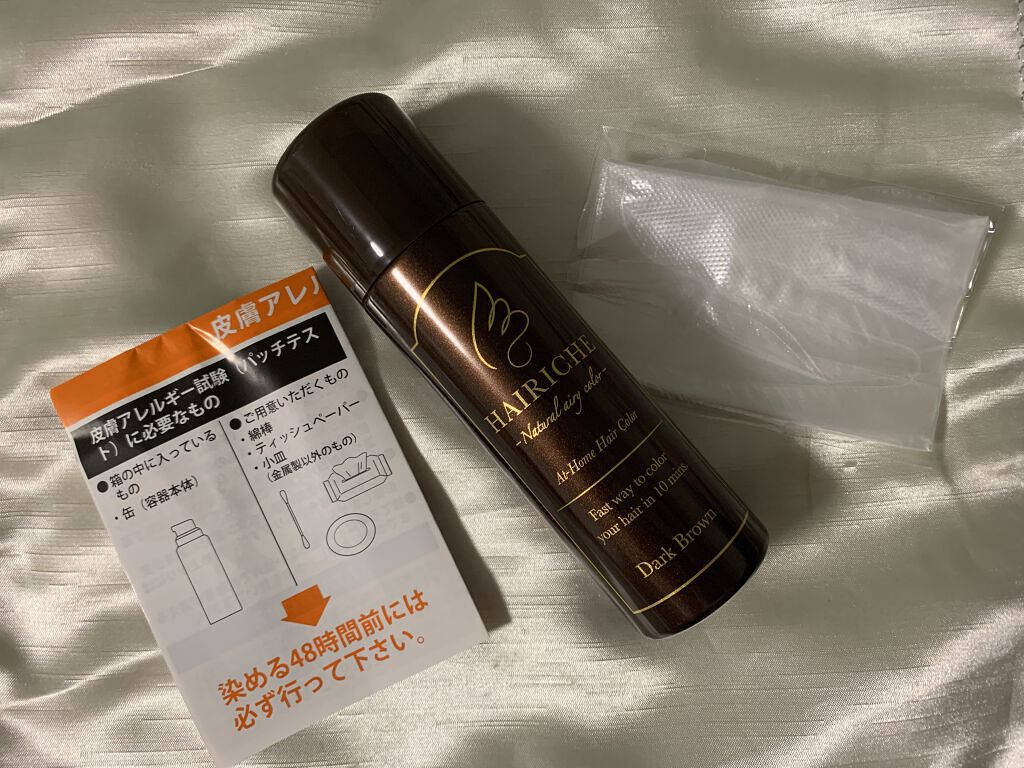 皮膚アレル
皮膚アレルギー試験（パッチテス
ト）に必要なもの
●箱の中に入っている
もの
・缶（容器本体）
●ご用意いただくもの
・綿棒
・ティッシュペーパー
・小皿
（金属製以外のもの）
染める48時間前には
必ず行って下さい。
HAIRICHE
-Natural airy color-
At-Home Hair Color
Fast way to color
your hair in 10 mins
Dark Brown